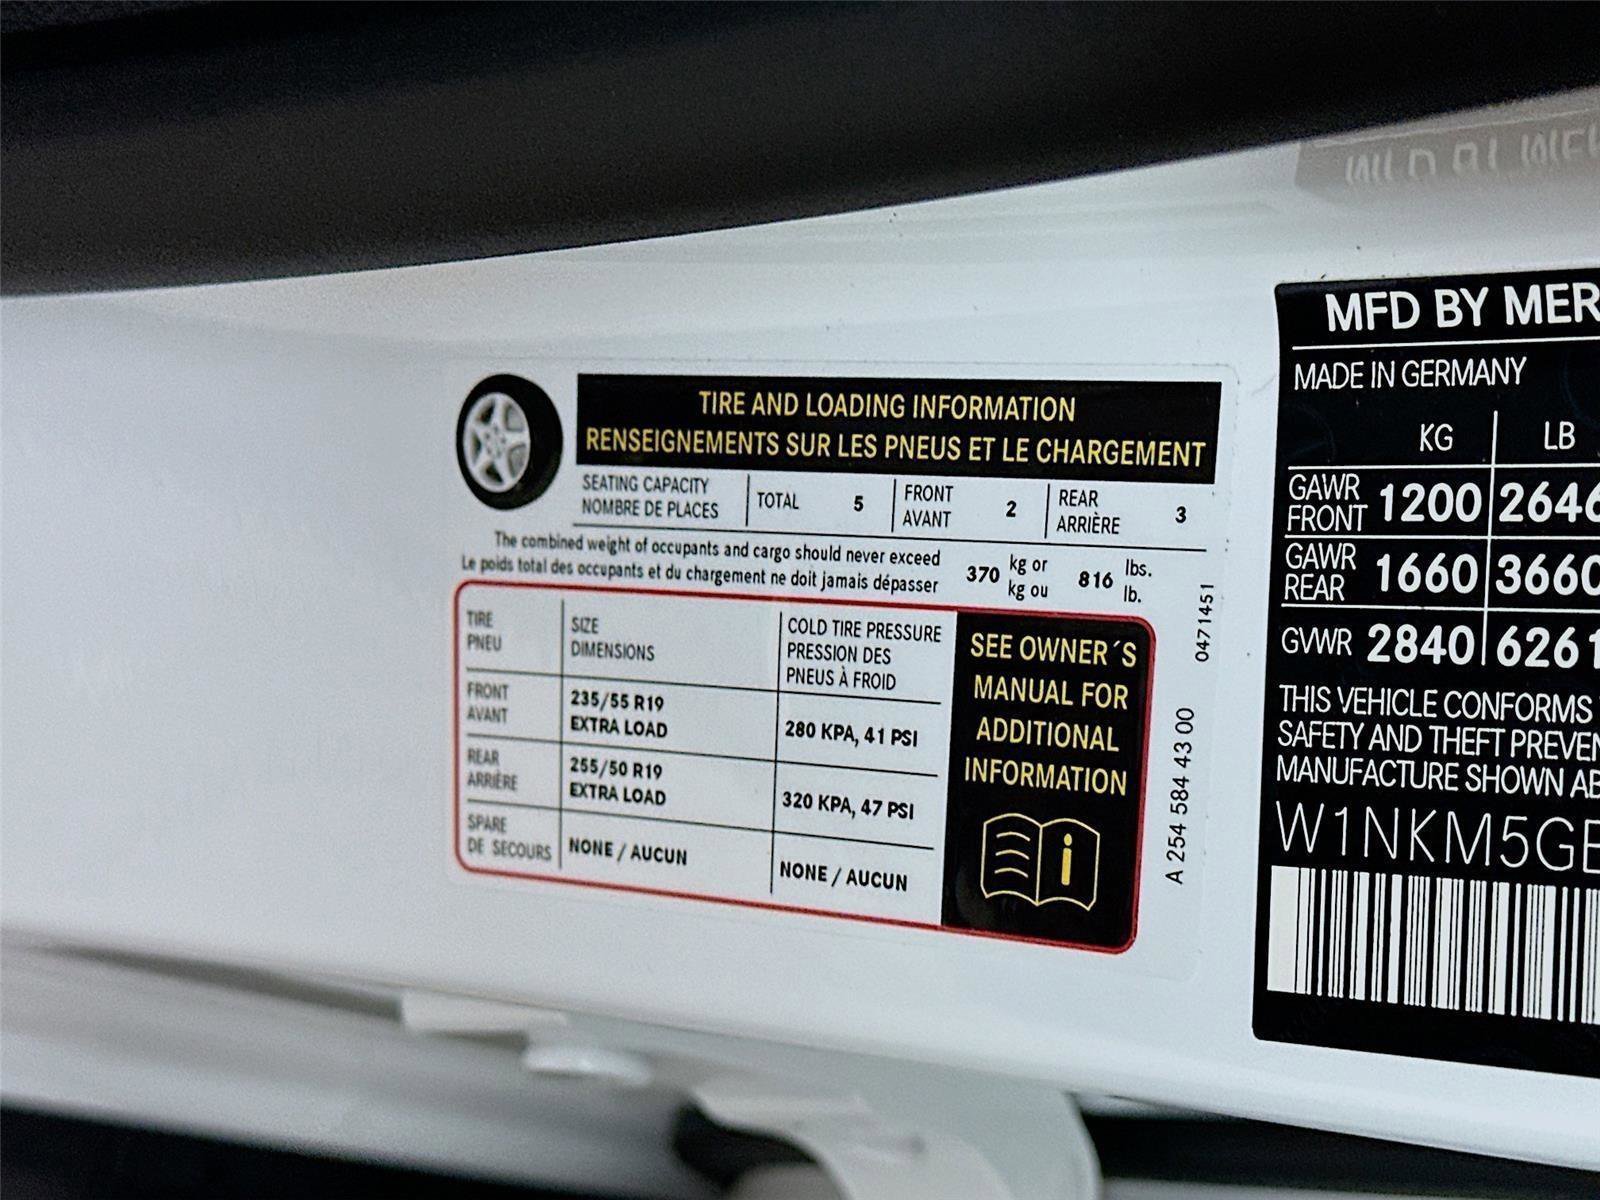 TIRE AND LOADING INFORMATION
RENSEIGNEMENTS SUR LES PNEUS ET LE CHARGEMENT
SEATING CAPACITY
NOMBRE DE PLACES
TOTAL 5
FRONT
AVANT
2
REAR
ARRIÈRE
3
The combined weight of occupants and cargo should never exceed
Le poids total des occupants et du chargement ne doit jamais dépasser
370
kg or
kg ou
816
lbs.
lb.
TIRE
PNEU
SIZE
DIMENSIONS
COLD TIRE PRESSURE
PRESSION DES
PNEUS À FROID
FRONT
AVANT
235/55 R19
EXTRA LOAD
280 KPA, 41 PSI
REAR
ARRIÈRE
255/50 R19
EXTRA LOAD
320 KPA, 47 PSI
SPARE
DE SECOURS
NONE / AUCUN
NONE / AUCUN
SEE OWNER´S
MANUAL FOR
ADDITIONAL
INFORMATION
0471451
A 254 584 43 00
MFD BY MER
MADE IN GERMANY
KG LB
GAWR
FRONT
1200 2646
GAWR
REAR
1660 3660
GVWR 2840 6261
THIS VEHICLE CONFORMS
SAFETY AND THEFT PREVEN
MANUFACTURE SHOWN AB
W1NKM5GE